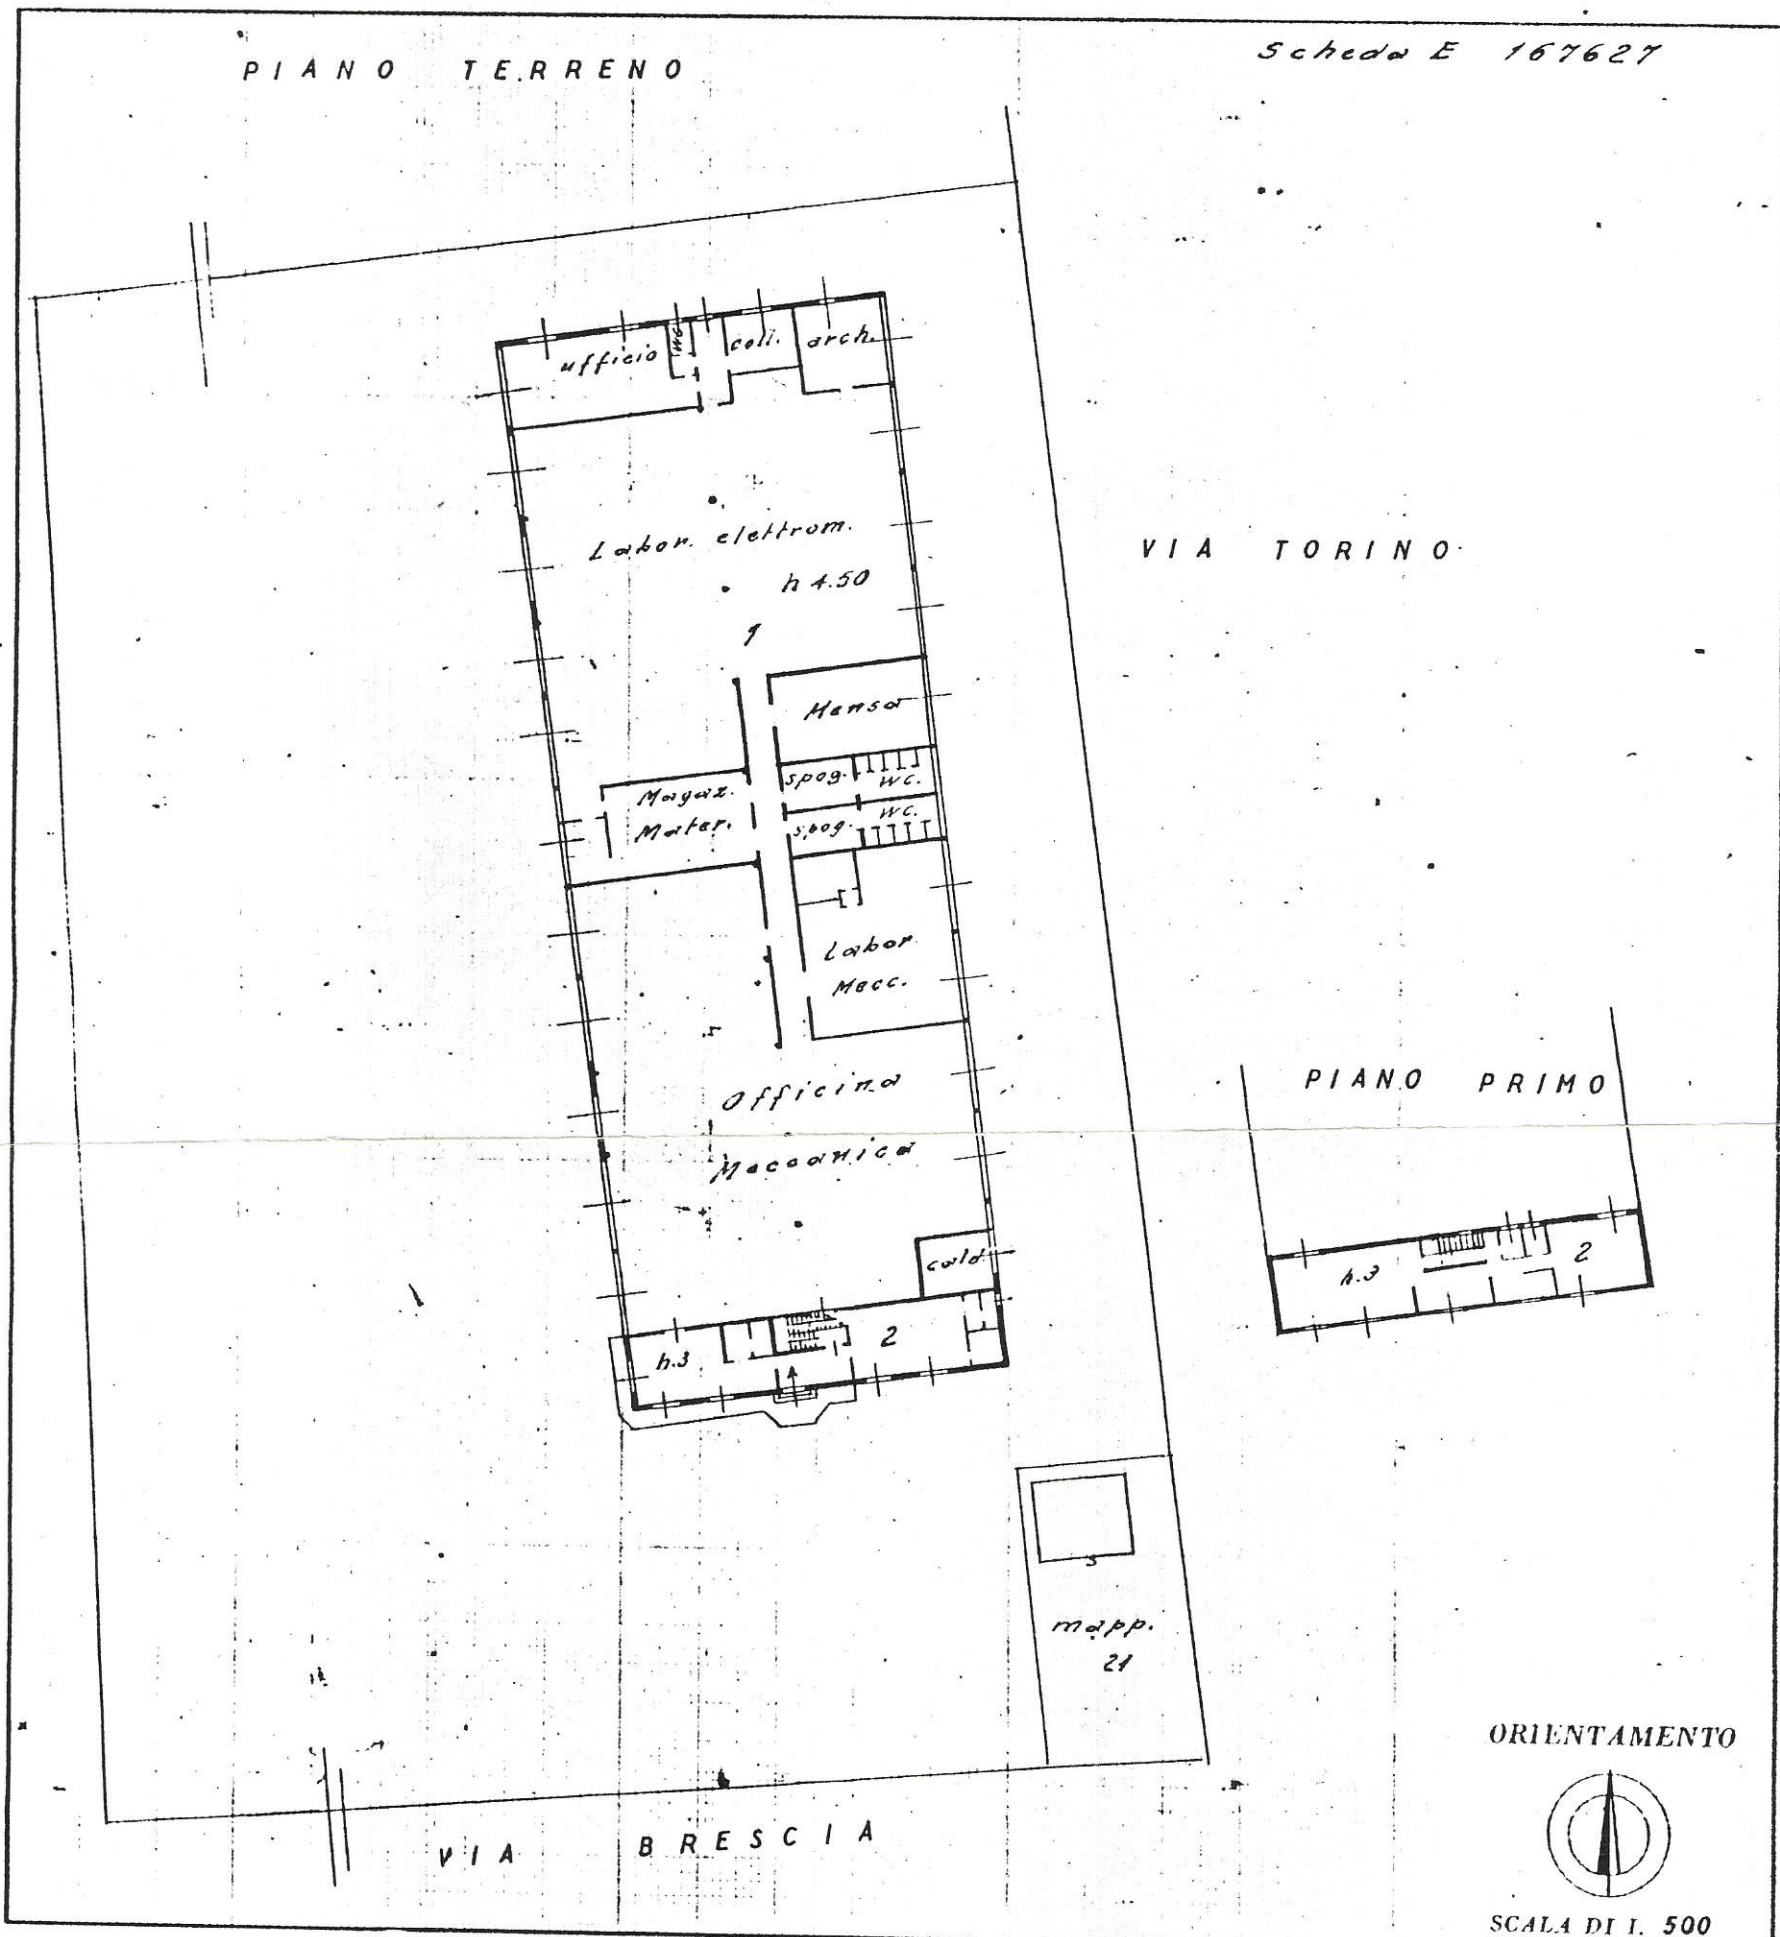 Scheda E 167627
PIANO TERRENO
ufficio
WC
coll.
arch.
Labor. elettrom.
h 4.50
1
VIA TORINO
Mensa
spog.
WC.
Magaz.
Mater.
spog.
WC.
Labor
Mecc.
Officina
Meccanica
PIANO PRIMO
h.3
2
cald.
h.3
2
s
mapp.
21
VIA BRESCIA
ORIENTAMENTO
SCALA DI I. 500